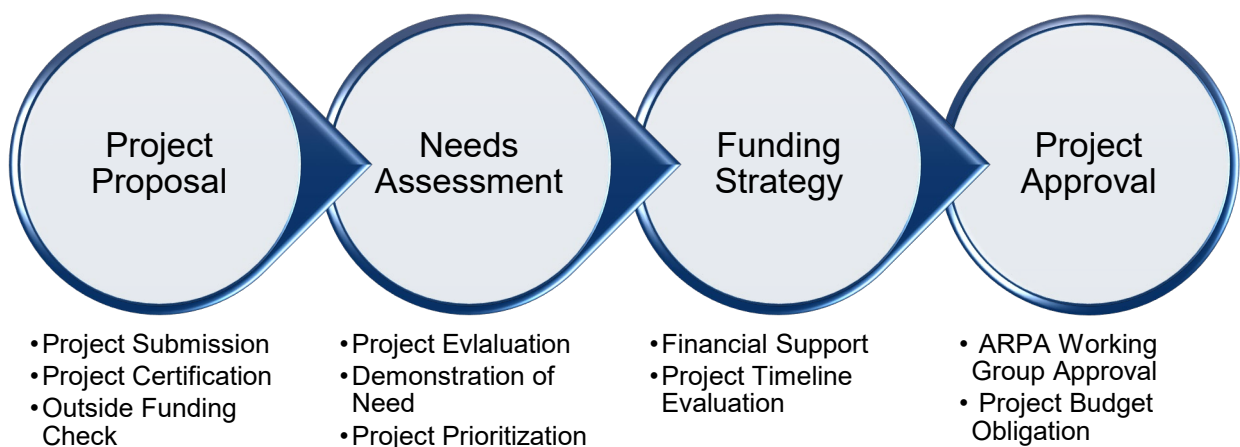 Project
Proposal
Needs
Assessment
Funding
Strategy
Project
Approval
•Project Submission
•Project Certification
•Outside Funding
Check
•Project Evlaluation
•Demonstration of
Need
•Project Prioritization
•Financial Support
•Project Timeline
Evaluation
• ARPA Working
Group Approval
• Project Budget
Obligation